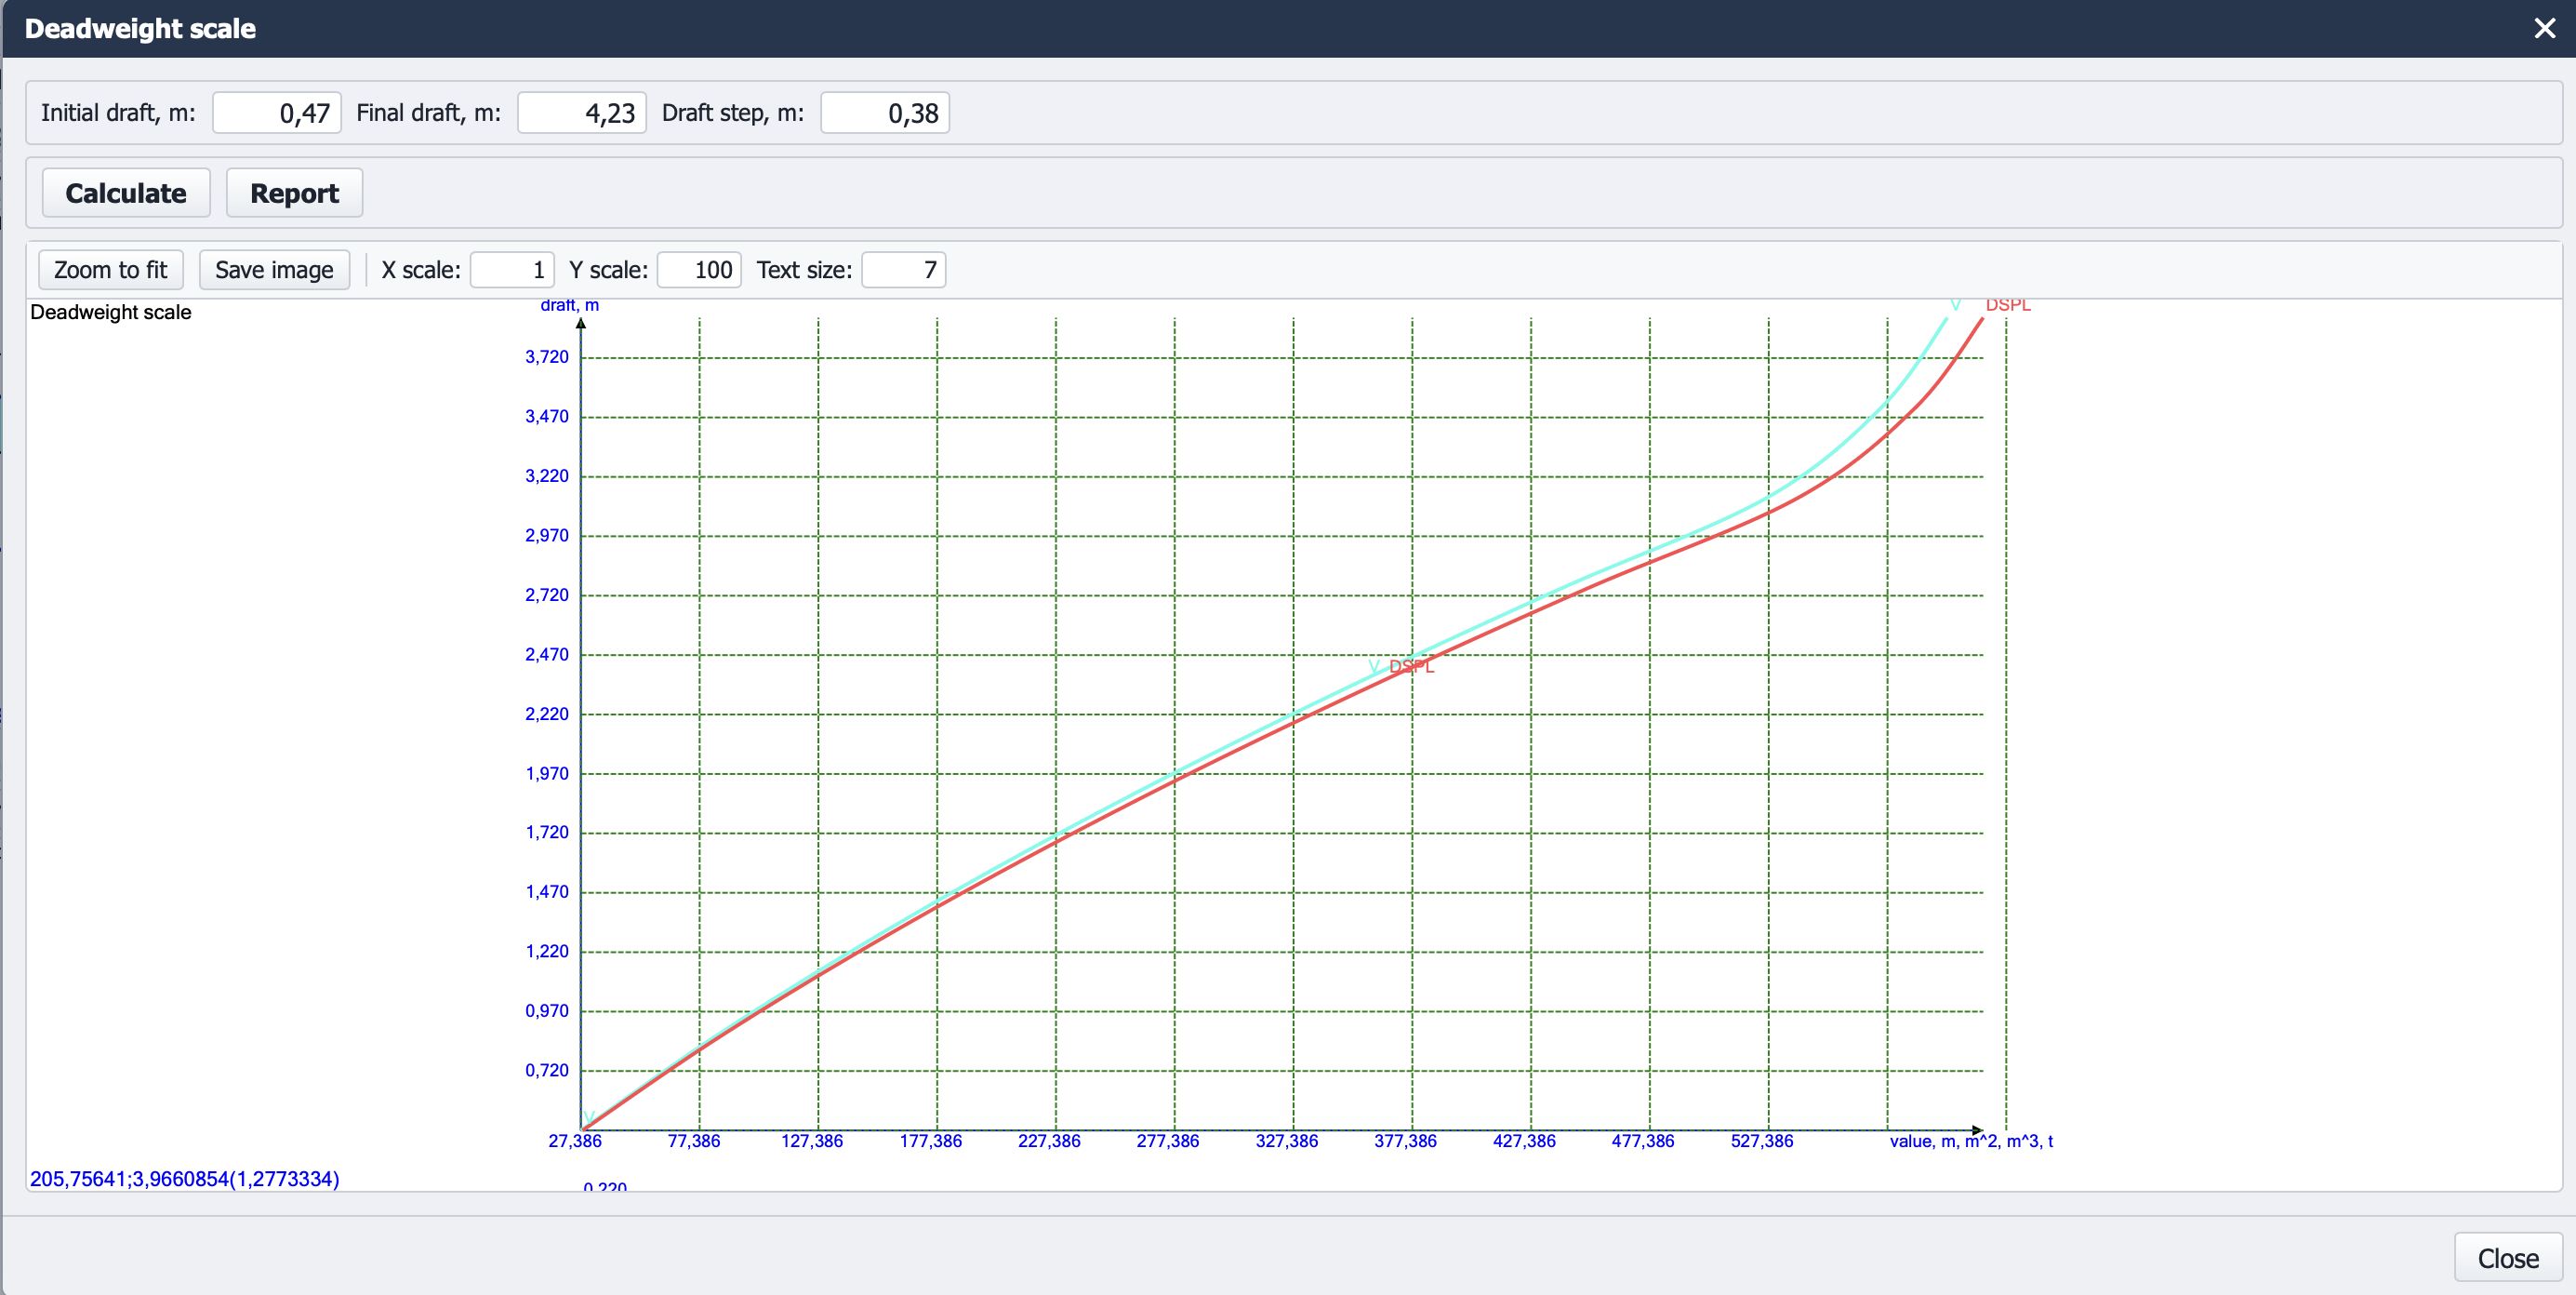 Deadweight scale
Initial draft, m: 0,47 Final draft, m: 4,23 Draft step, m: 0,38
Calculate Report
Zoom to fit Save image X scale: 1 Y scale: 100 Text size: 7
Deadweight scale
draft, m
V DSPL
3,720
3,470
3,220
2,970
2,720
2,470
V DSPL
2,220
1,970
1,720
1,470
1,220
0,970
0,720
V
27,386 77,386 127,386 177,386 227,386 277,386 327,386 377,386 427,386 477,386 527,386 value, m, m^2, m^3, t
205,75641;3,9660854(1,2773334)
0,220
Close